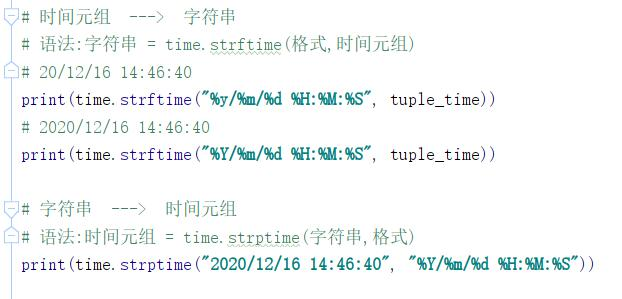 # 时间元组  --->  字符串
# 语法:字符串 = time.strftime(格式,时间元组)
# 20/12/16 14:46:40
print(time.strftime("%y/%m/%d %H:%M:%S", tuple_time))
# 2020/12/16 14:46:40
print(time.strftime("%Y/%m/%d %H:%M:%S", tuple_time))
# 字符串  --->  时间元组
# 语法:时间元组 = time.strptime(字符串,格式)
print(time.strptime("2020/12/16 14:46:40", "%Y/%m/%d %H:%M:%S"))